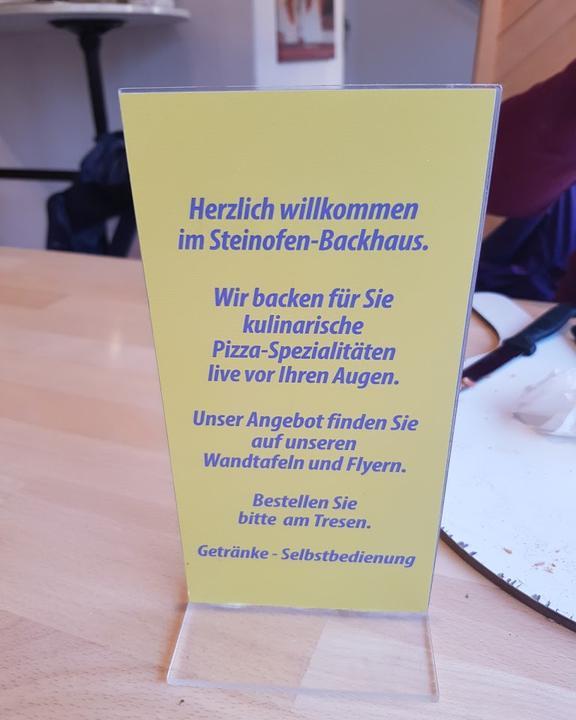 Herzlich willkommen
im Steinofen-Backhaus.
Wir backen für Sie
kulinarische
Pizza-Spezialitäten
live vor Ihren Augen.
Unser Angebot finden Sie
auf unseren
Wandtafeln und Flyern.
Bestellen Sie
bitte am Tresen.
Getränke - Selbstbedienung